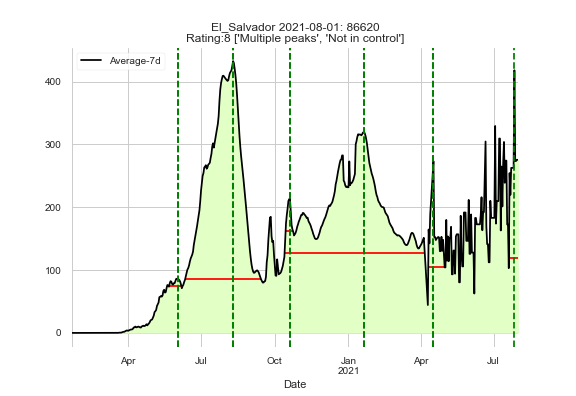 El_Salvador 2021-08-01: 86620
Rating:8 ['Multiple peaks', 'Not in control']
Average-7d
400
300
200
100
0
Apr
Jul
Oct
Jan
2021
Apr
Jul
Date